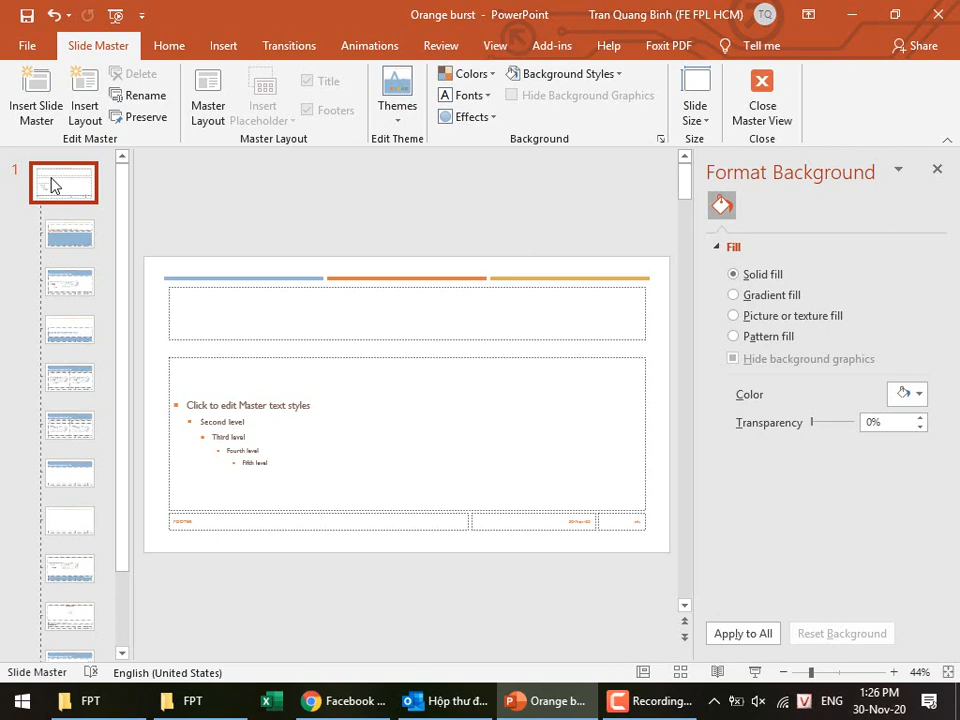 Orange burst - PowerPoint
Tran Quang Binh (FE FPL HCM)
TQ
File
Slide Master
Home
Insert
Transitions
Animations
Review
View
Add-ins
Help
Foxit PDF
Tell me
Share
Insert Slide Master
Insert Layout
Delete
Rename
Preserve
Edit Master
Master Layout
Insert Placeholder
Title
Footers
Master Layout
Themes
Edit Theme
Colors
Fonts
Effects
Background Styles
Hide Background Graphics
Background
Slide Size
Size
Close Master View
Close
1
Click to edit Master text styles
Second level
Third level
Fourth level
Fifth level
FOOTER
30-Nov-20
Format Background
Fill
Solid fill
Gradient fill
Picture or texture fill
Pattern fill
Hide background graphics
Color
Transparency
0%
Apply to All
Reset Background
Slide Master
English (United States)
44%
FPT
FPT
Facebook ...
Hộp thư đ...
Orange b...
Recording...
ENG
1:26 PM
30-Nov-20